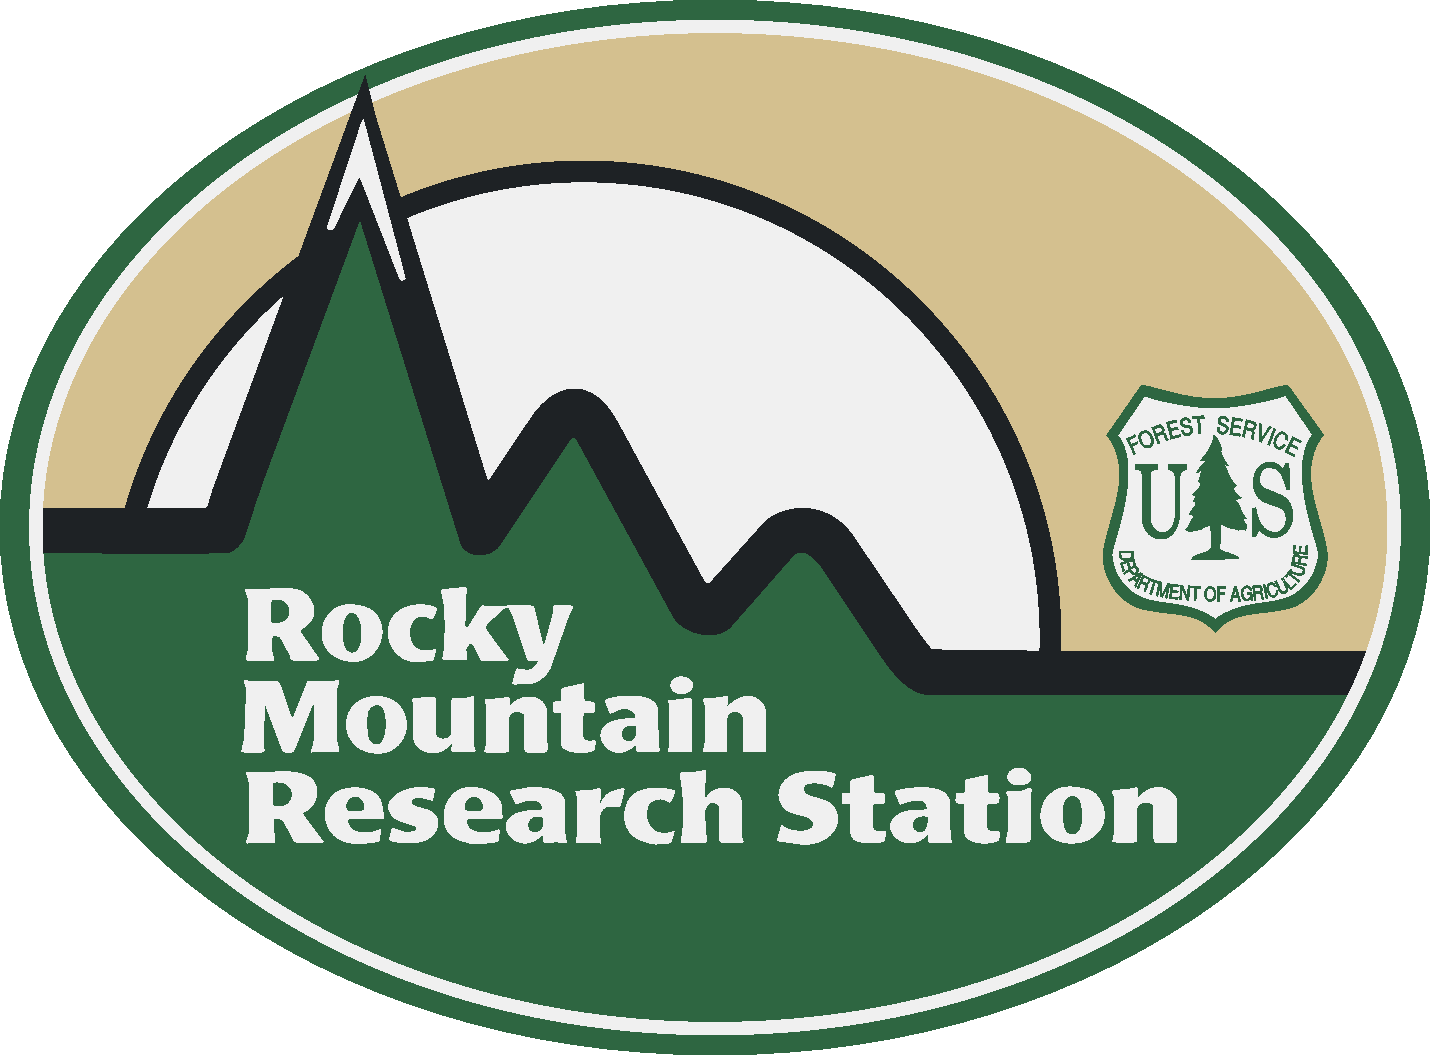 FOREST SERVICE
U S
DEPARTMENT OF AGRICULTURE
Rocky
Mountain
Research Station